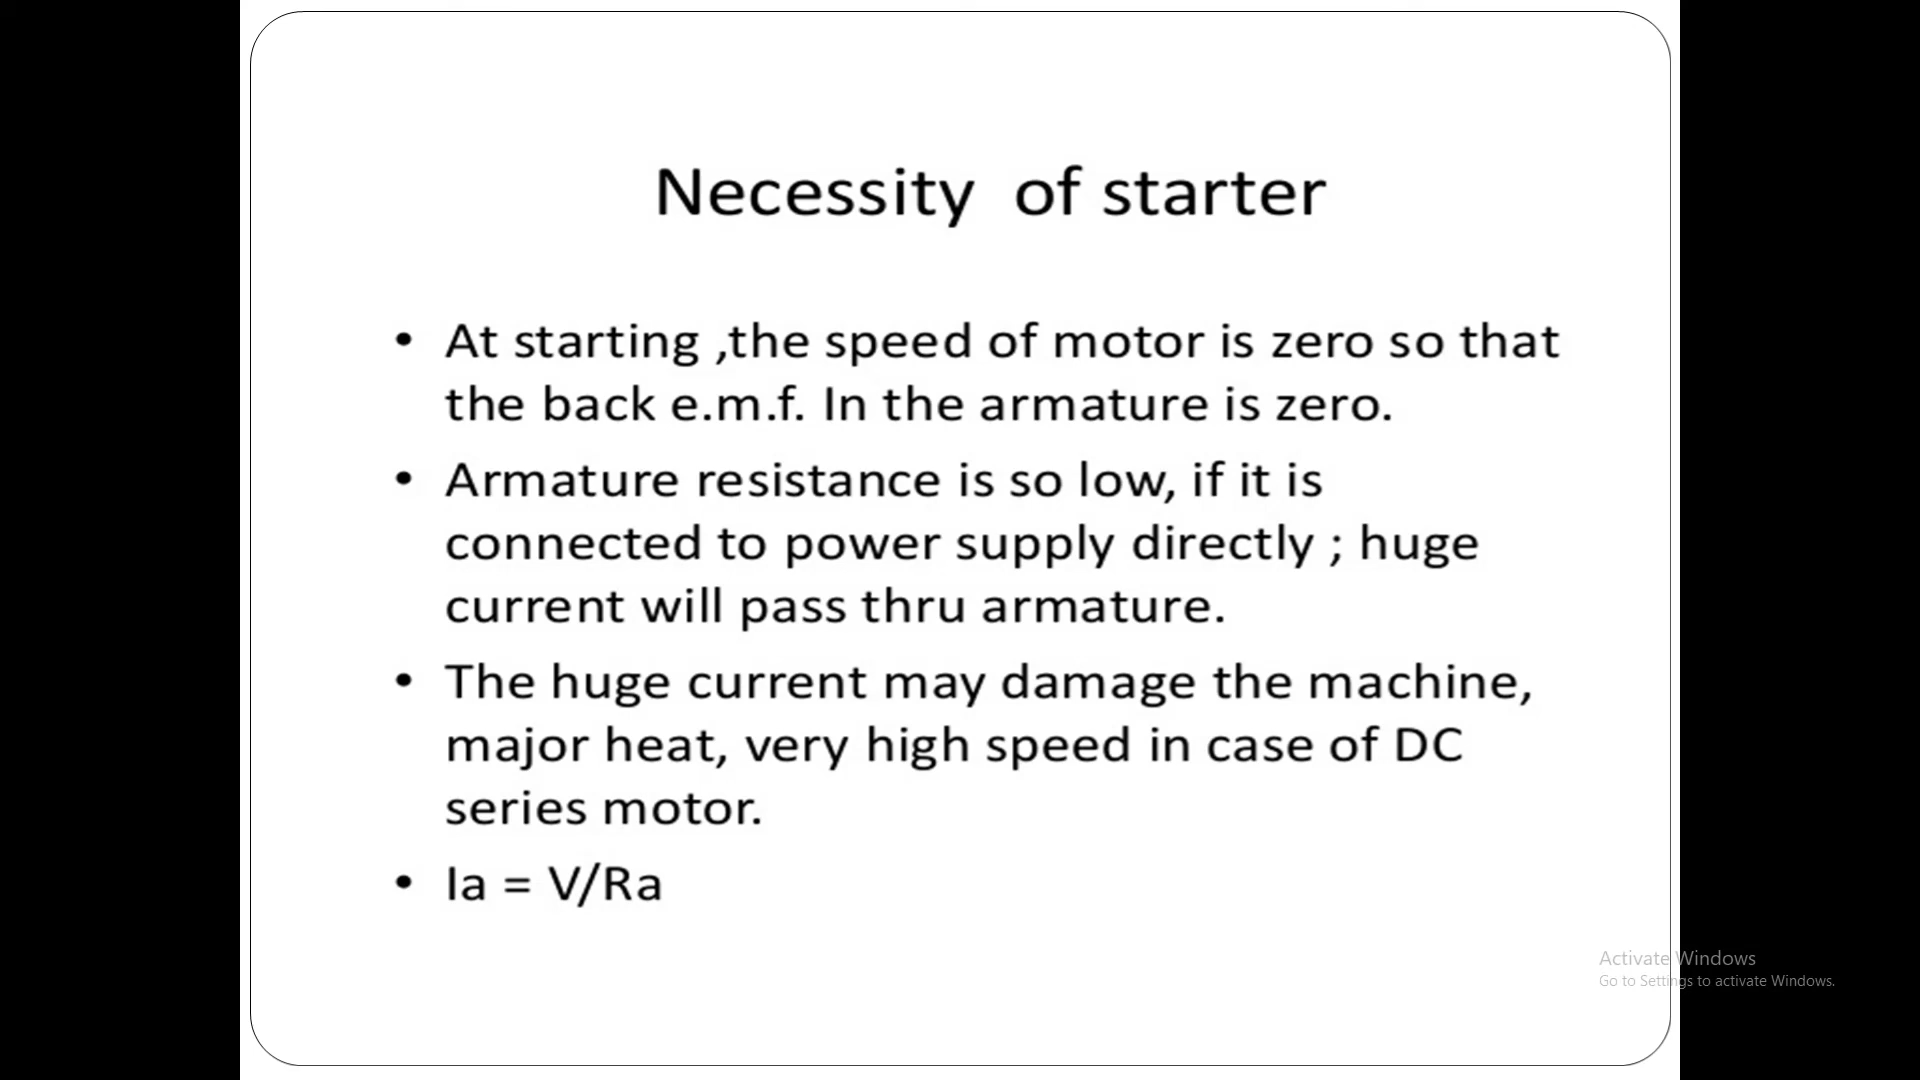 Necessity of starter
• At starting ,the speed of motor is zero so that
the back e.m.f. In the armature is zero.
• Armature resistance is so low, if it is
connected to power supply directly ; huge
current will pass thru armature.
• The huge current may damage the machine,
major heat, very high speed in case of DC
series motor.
• Ia = V/Ra
Activate Windows
Go to Settings to activate Windows.